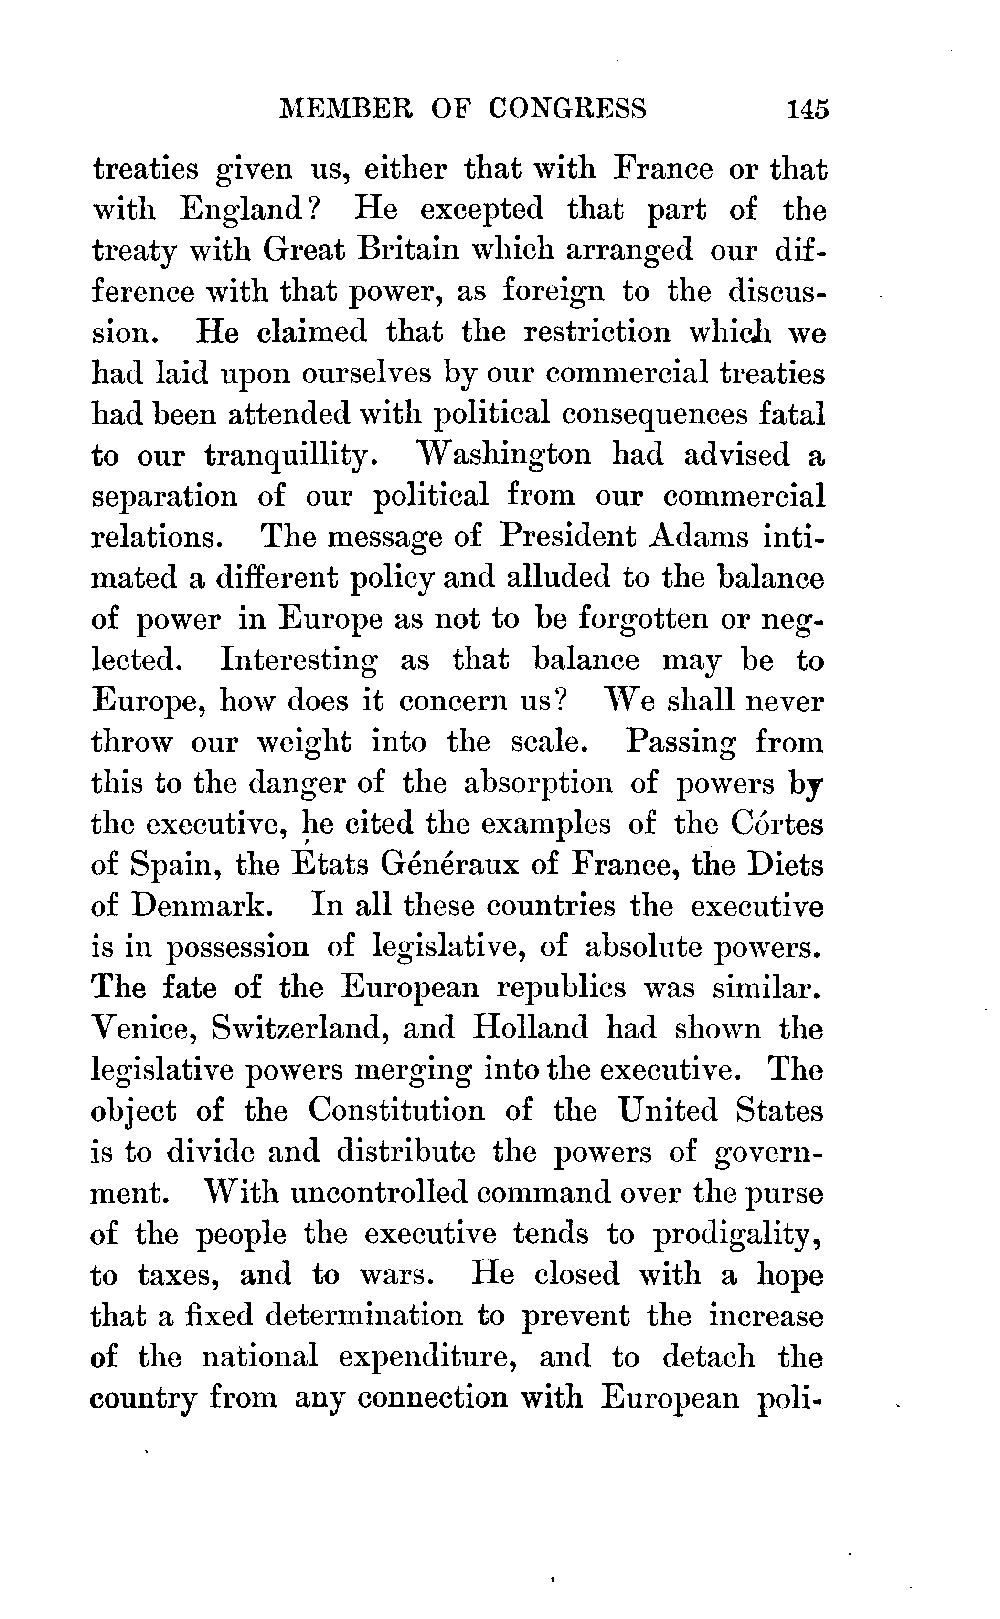 MEMBER OF CONGRESS 145
treaties given us, either that with France or that
with England? He excepted that part of the
treaty with Great Britain which arranged our dif-
ference with that power, as foreign to the discus-
sion. He claimed that the restriction which we
had laid upon ourselves by our commercial treaties
had been attended with political consequences fatal
to our tranquillity. Washington had advised a
separation of our political from our commercial
relations. The message of President Adams inti-
mated a different policy and alluded to the balance
of power in Europe as not to be forgotten or neg-
lected. Interesting as that balance may be to
Europe, how does it concern us? We shall never
throw our weight into the scale. Passing from
this to the danger of the absorption of powers by
the executive, he cited the examples of the Córtes
of Spain, the États Généraux of France, the Diets
of Denmark. In all these countries the executive
is in possession of legislative, of absolute powers.
The fate of the European republics was similar.
Venice, Switzerland, and Holland had shown the
legislative powers merging into the executive. The
object of the Constitution of the United States
is to divide and distribute the powers of govern-
ment. With uncontrolled command over the purse
of the people the executive tends to prodigality,
to taxes, and to wars. He closed with a hope
that a fixed determination to prevent the increase
of the national expenditure, and to detach the
country from any connection with European poli-